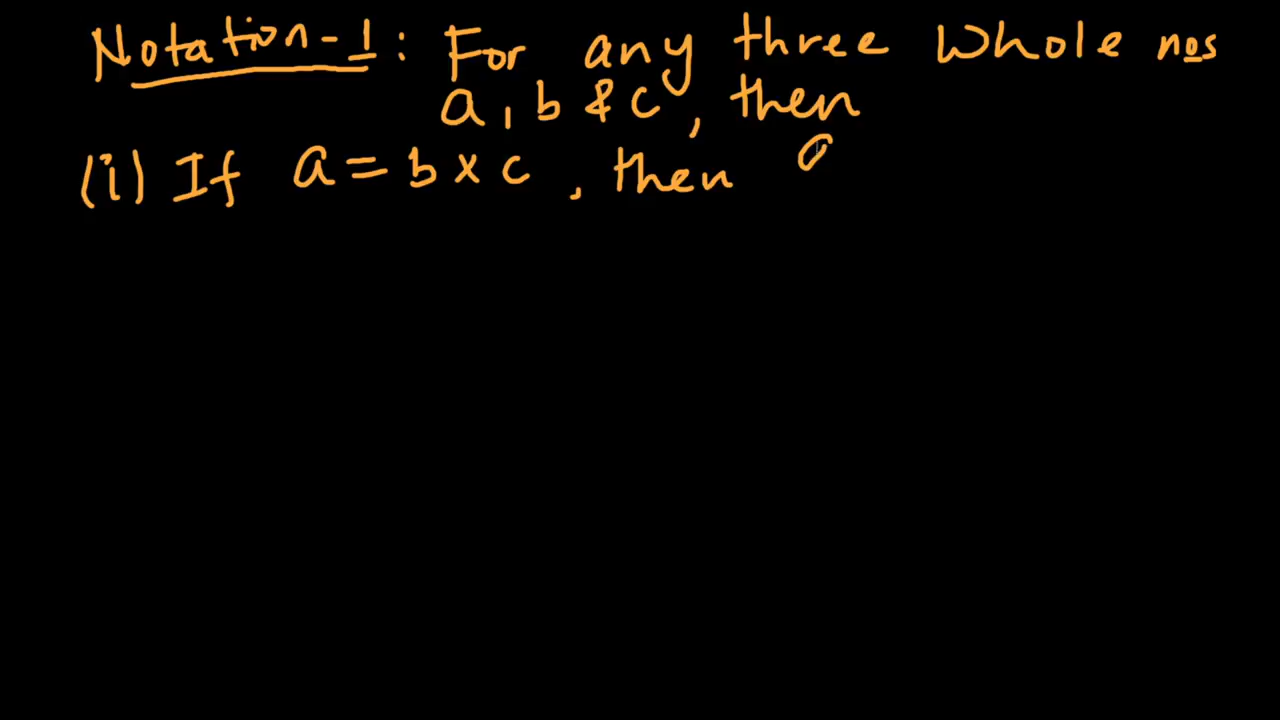 Notation-1: For any three whole nos
a, b & c, then
(i) If a = b × c, then